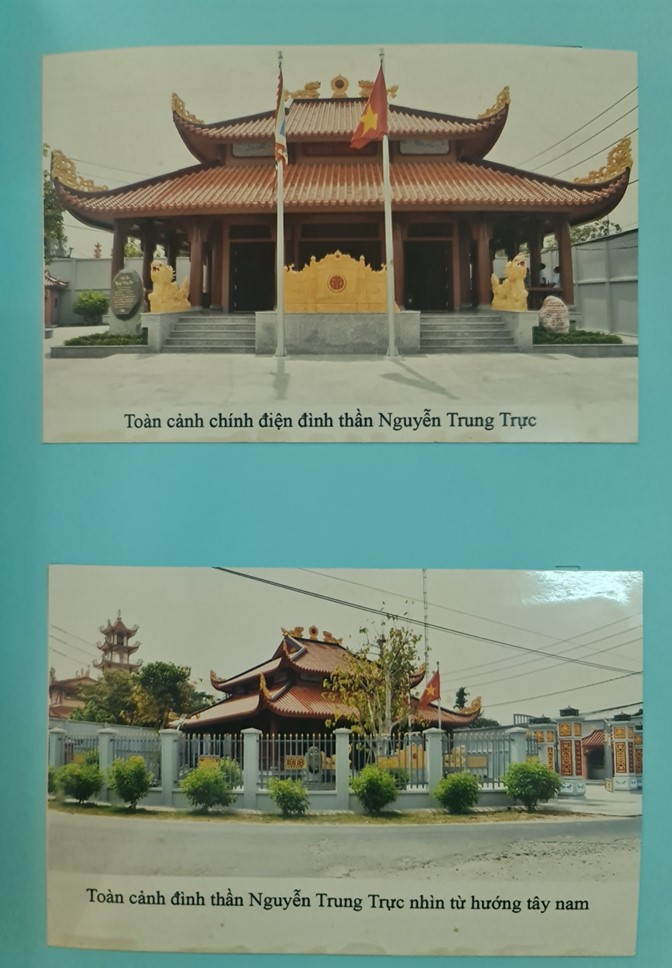 Toàn cảnh chính điện đình thần Nguyễn Trung Trực
Toàn cảnh đình thần Nguyễn Trung Trực nhìn từ hướng tây nam